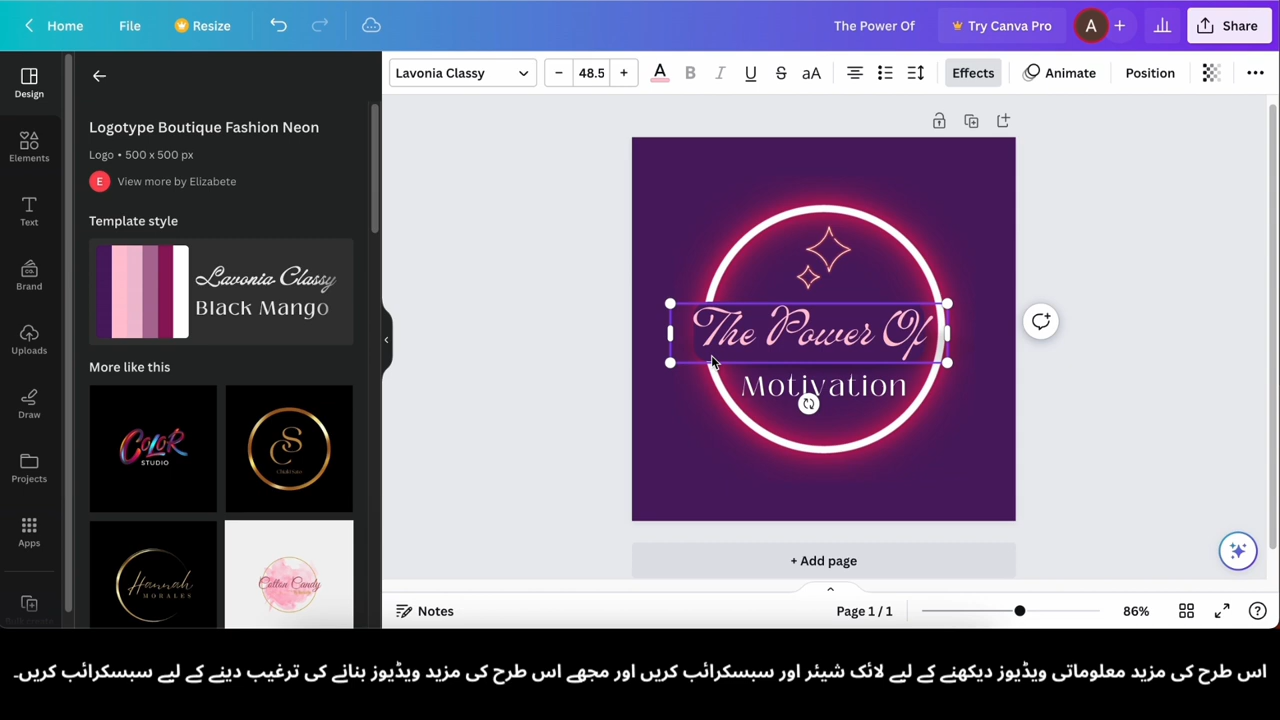 Home
File
Resize
The Power Of
Try Canva Pro
A
Share
Design
Elements
Text
Brand
Uploads
Draw
Projects
Apps
Logotype Boutique Fashion Neon
Logo • 500 x 500 px
E
View more by Elizabete
Template style
Lavonia Classy
Black Mango
More like this
COLOR
STUDIO
Hannah
MORALES
Cotton Candy
Lavonia Classy
48.5
A
B
I
U
S
aA
Effects
Animate
Position
The Power Of
Motivation
+ Add page
Notes
Page 1 / 1
86%
اس طرح کی مزید معلوماتی ویڈیوز دیکھنے کے لیے لائک شیئر اور سبسکرائب کریں اور مجھے اس طرح کی مزید ویڈیوز بنانے کی ترغیب دینے کے لیے سبسکرائب کریں۔